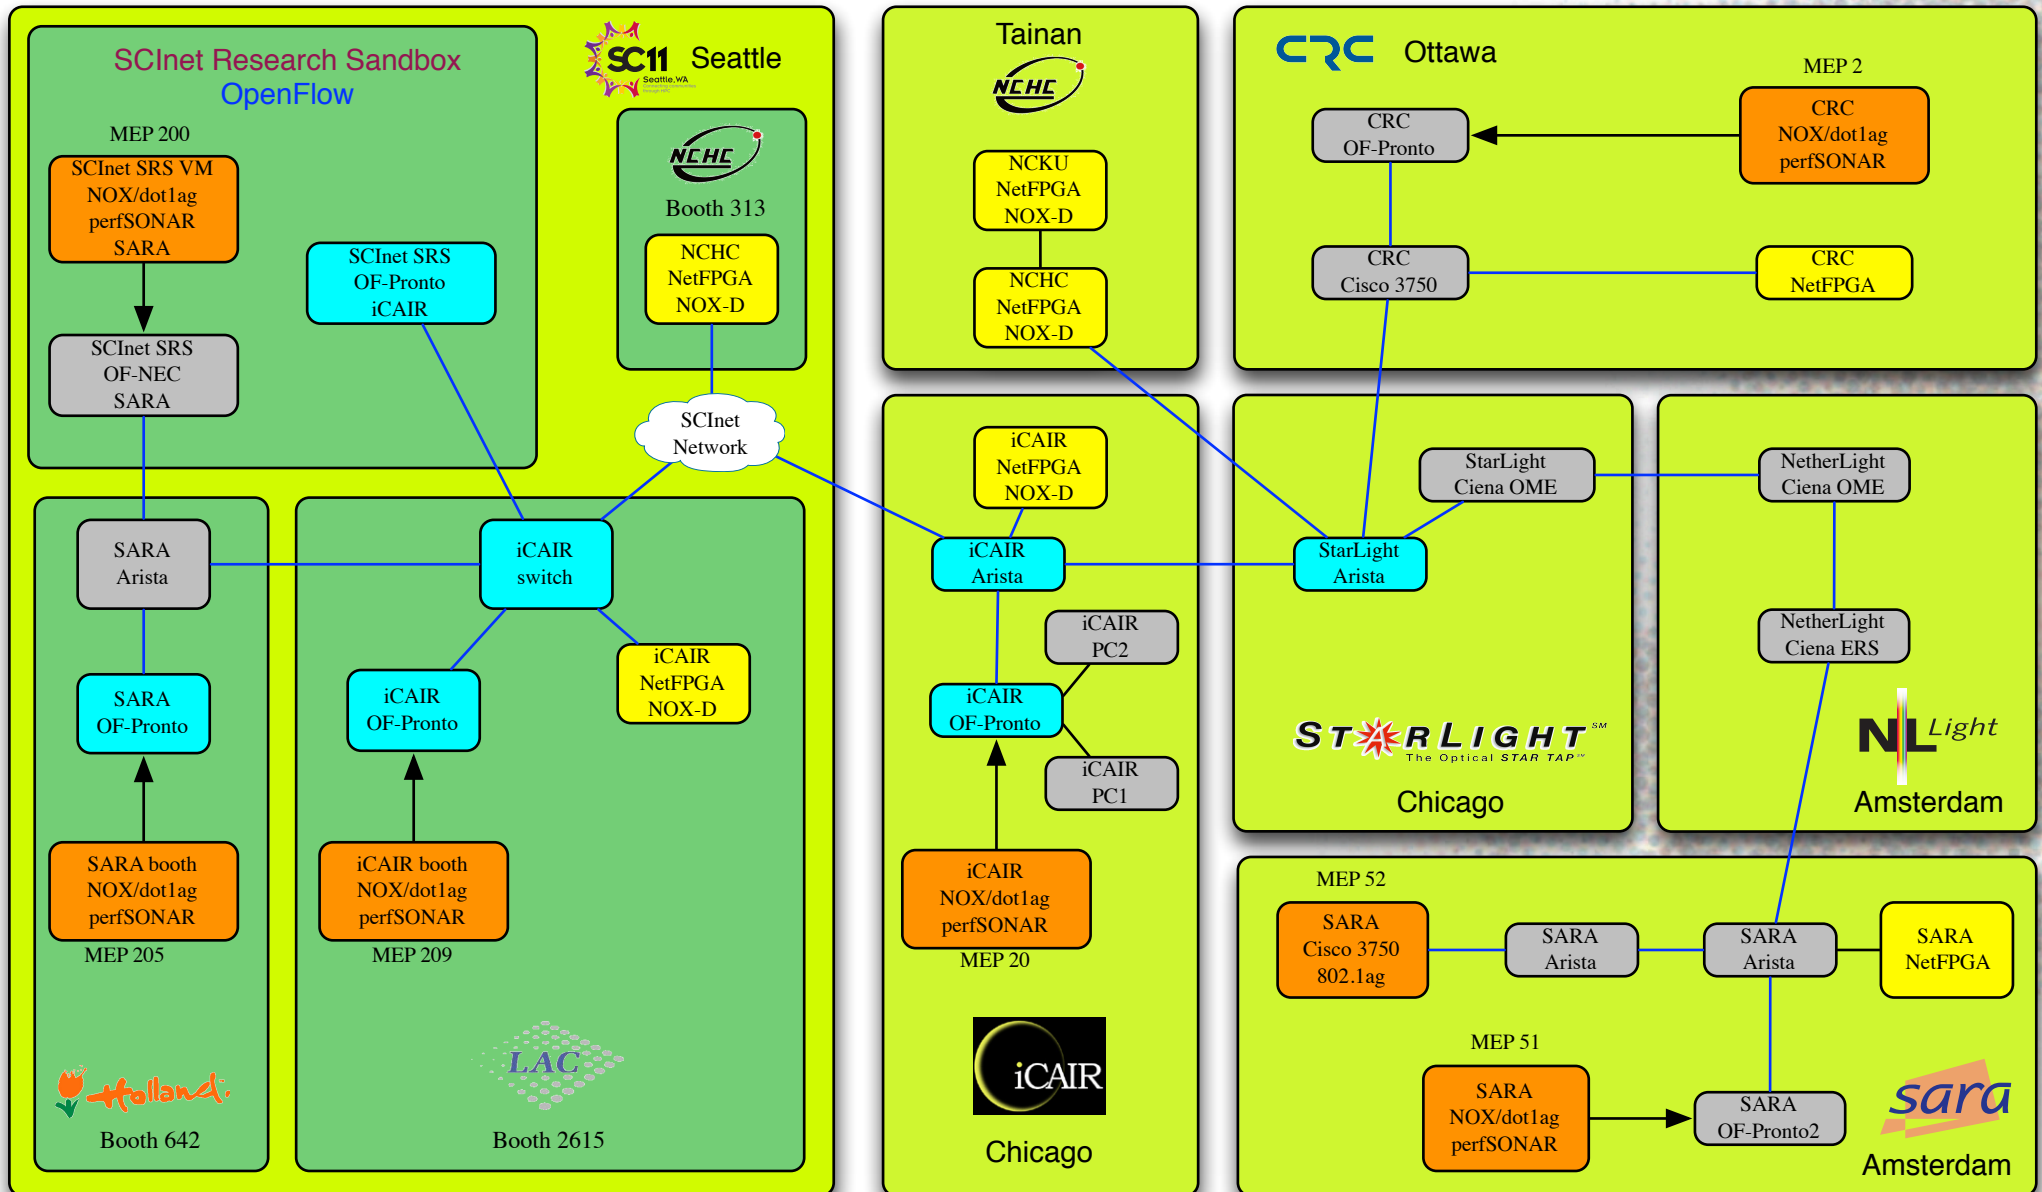 SCInet Research Sandbox
OpenFlow
MEP 200
SCInet SRS VM
NOX/dot1ag
perfSONAR
SARA
SCInet SRS
OF-Pronto
iCAIR
SCInet SRS
OF-NEC
SARA
SC11
Seattle, WA
Connecting communities
through HPC
Seattle
NCHC
Booth 313
NCHC
NetFPGA
NOX-D
SCInet
Network
SARA
Arista
SARA
OF-Pronto
SARA booth
NOX/dot1ag
perfSONAR
MEP 205
Holland.
Booth 642
iCAIR
switch
iCAIR
OF-Pronto
iCAIR
NetFPGA
NOX-D
iCAIR booth
NOX/dot1ag
perfSONAR
MEP 209
LAC
Booth 2615
Tainan
NCHC
NCKU
NetFPGA
NOX-D
NCHC
NetFPGA
NOX-D
iCAIR
NetFPGA
NOX-D
iCAIR
Arista
iCAIR
PC2
iCAIR
OF-Pronto
iCAIR
PC1
iCAIR
NOX/dot1ag
perfSONAR
MEP 20
iCAIR
Chicago
CRC
Ottawa
MEP 2
CRC
OF-Pronto
CRC
NOX/dot1ag
perfSONAR
CRC
Cisco 3750
CRC
NetFPGA
StarLight
Ciena OME
StarLight
Arista
STARLIGHT SM
The Optical STAR TAP
Chicago
NetherLight
Ciena OME
NetherLight
Ciena ERS
NLLight
Amsterdam
MEP 52
SARA
Cisco 3750
802.1ag
SARA
Arista
SARA
Arista
SARA
NetFPGA
MEP 51
SARA
NOX/dot1ag
perfSONAR
SARA
OF-Pronto2
sara
Amsterdam